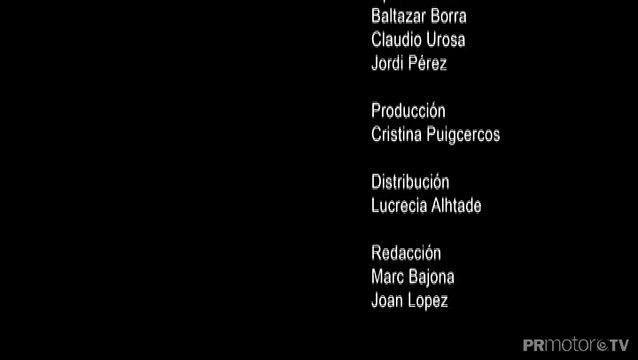 Baltazar Borra
Claudio Urosa
Jordi Pérez
Producción
Cristina Puigcercos
Distribución
Lucrecia Alhtade
Redacción
Marc Bajona
Joan Lopez
PRmotor TV